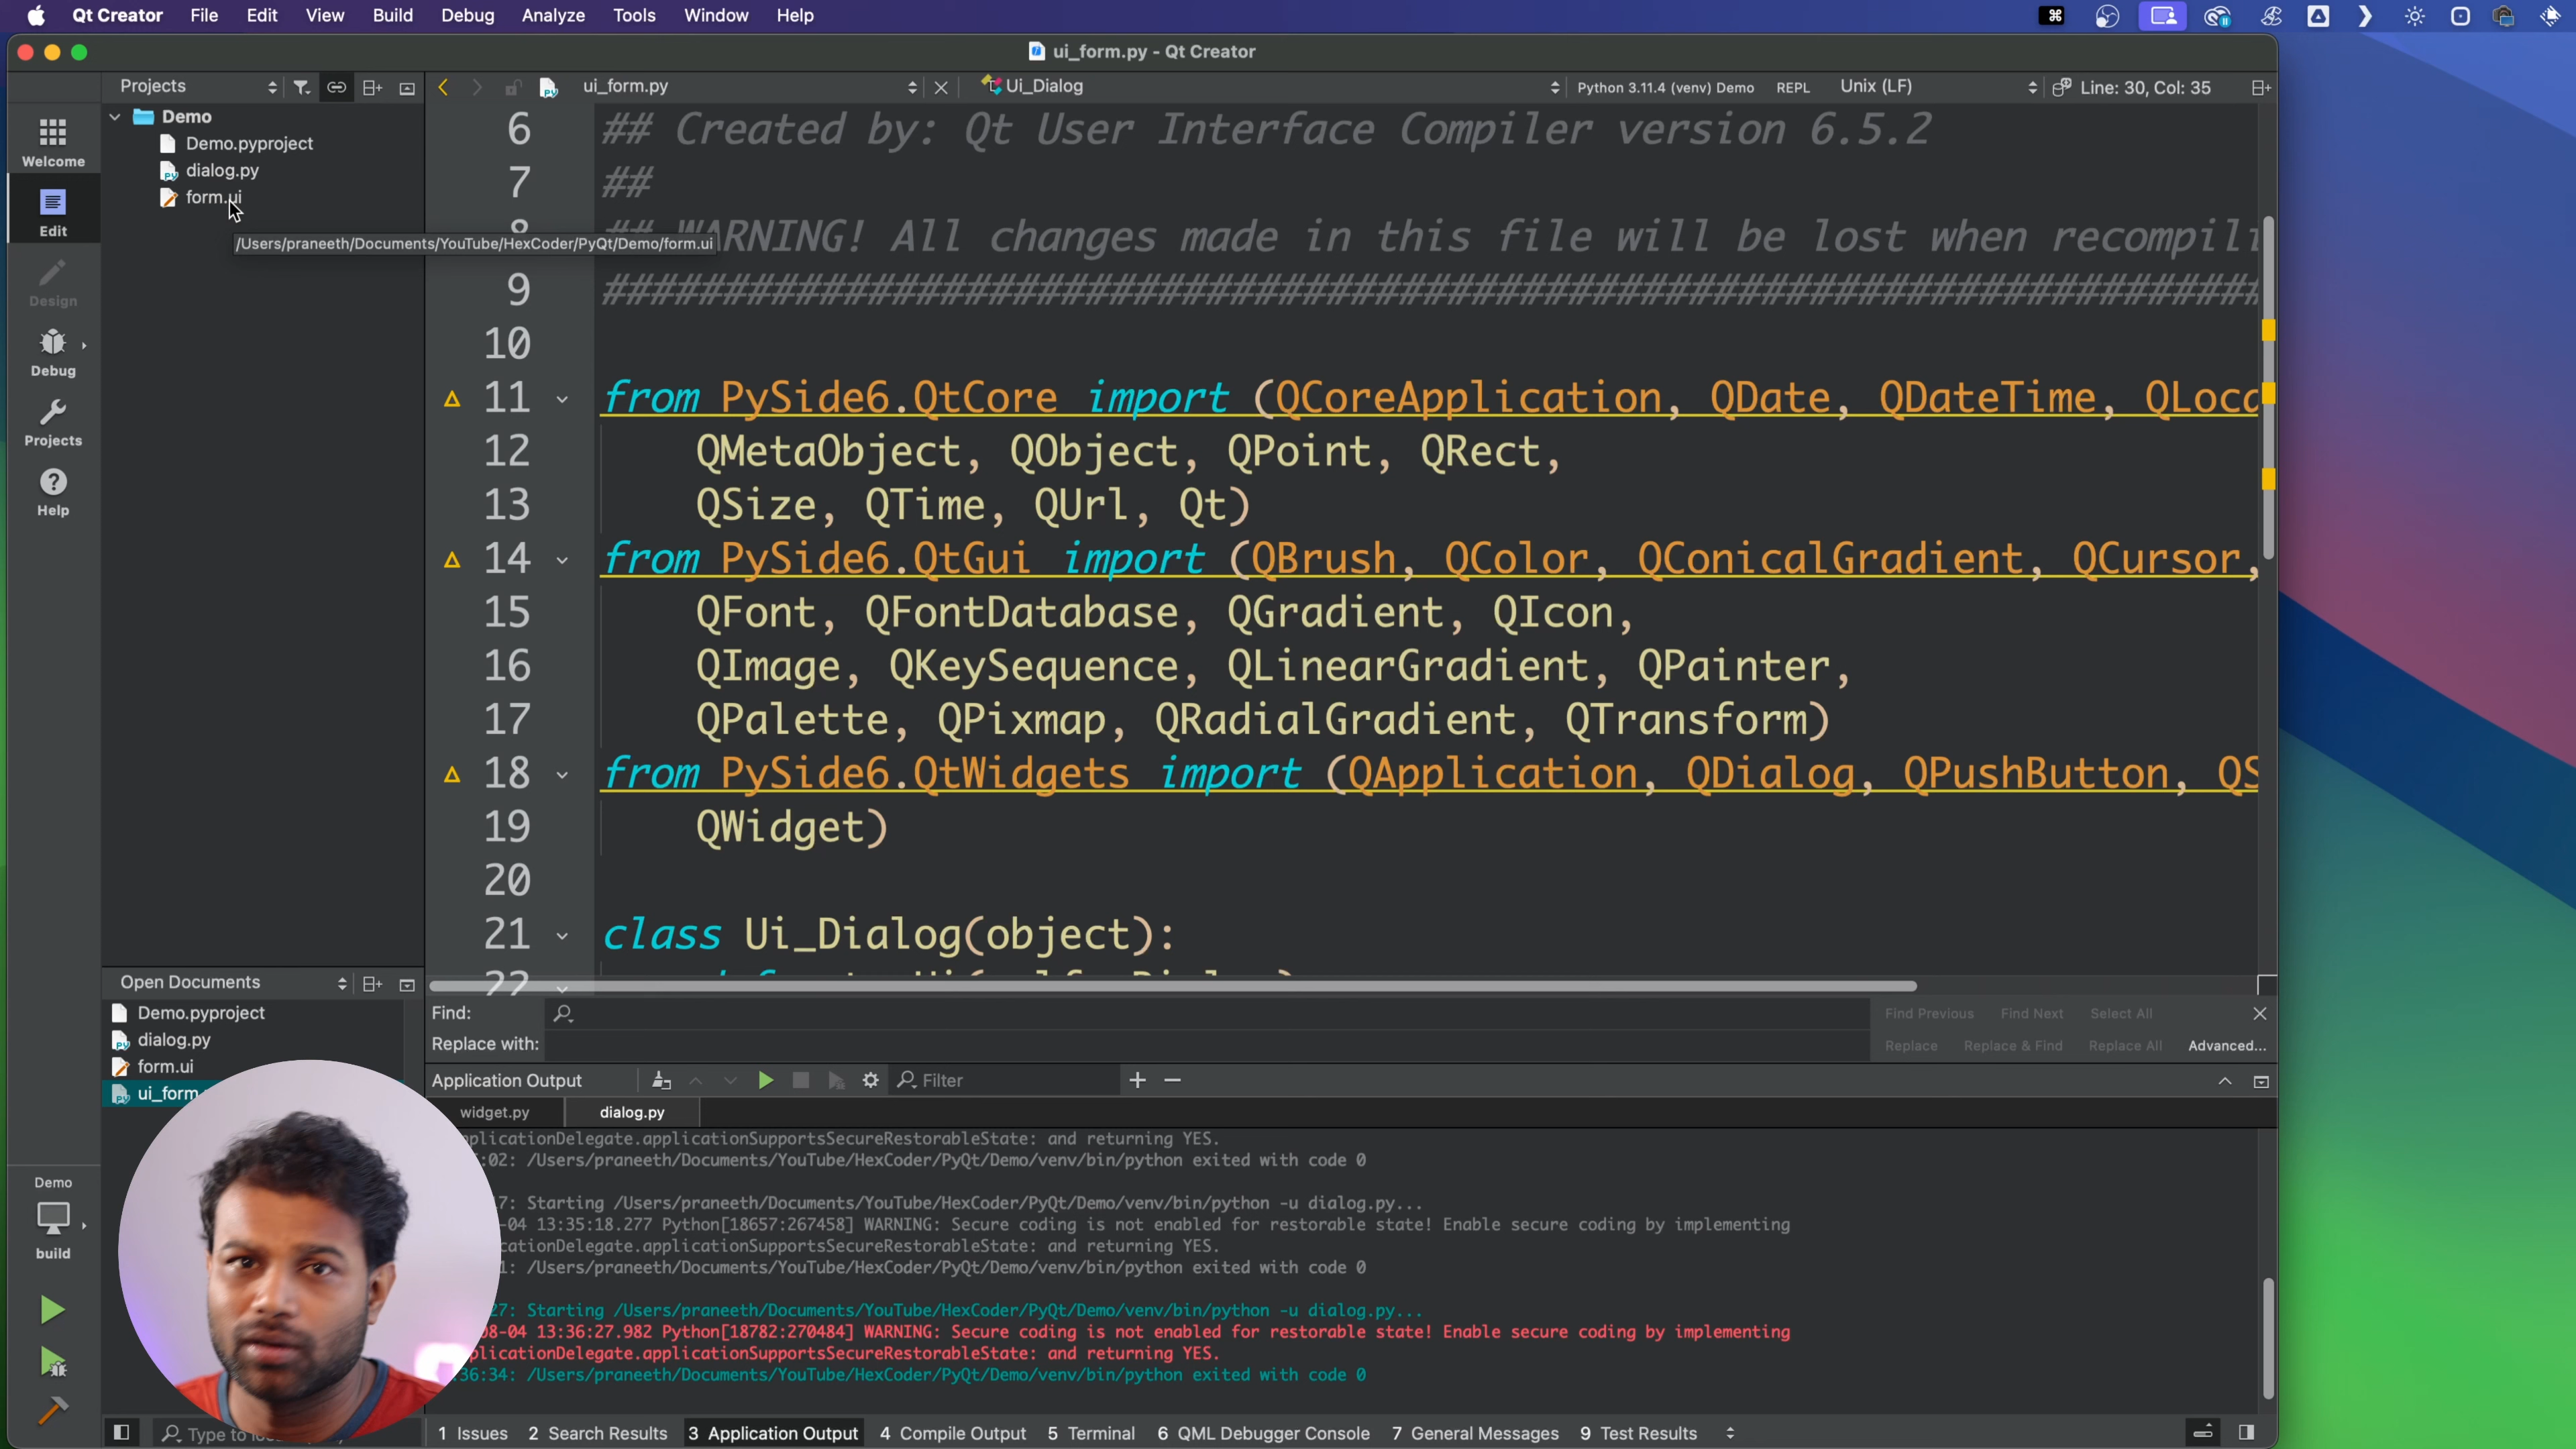 Qt Creator File Edit View Build Debug Analyze Tools Window Help
ui_form.py - Qt Creator
Projects
ui_form.py
Ui_Dialog
Python 3.11.4 (venv) Demo REPL Unix (LF) Line: 30, Col: 35
Demo
Demo.pyproject
dialog.py
form.ui
/Users/praneeth/Documents/YouTube/HexCoder/PyQt/Demo/form.ui
Welcome
Edit
Design
Debug
Projects
Help
6 ## Created by: Qt User Interface Compiler version 6.5.2
7 ##
8 WARNING! All changes made in this file will be lost when
9 ####################################################################
10
11 from PySide6.QtCore import (QCoreApplication, QDate, QDateTime,
12 QMetaObject, QObject, QPoint, QRect,
13 QSize, QTime, QUrl, Qt)
14 from PySide6.QtGui import (QBrush, QColor, QConicalGradient, QCursor,
15 QFont, QFontDatabase, QGradient, QIcon,
16 QImage, QKeySequence, QLinearGradient, QPainter,
17 QPalette, QPixmap, QRadialGradient, QTransform)
18 from PySide6.QtWidgets import (QApplication, QDialog, QPushButton,
19 QWidget)
20
21 class Ui_Dialog(object):
22
Open Documents
Demo.pyproject
dialog.py
form.ui
ui_form.
Find:
Find Previous Find Next Select All
Replace with:
Replace Replace & Find Replace All Advanced...
Application Output
Filter
widget.py dialog.py
plicationDelegate.applicationSupportsSecureRestorableState: and returning YES.
:02: /Users/praneeth/Documents/YouTube/HexCoder/PyQt/Demo/venv/bin/python exited with code 0
7: Starting /Users/praneeth/Documents/YouTube/HexCoder/PyQt/Demo/venv/bin/python -u dialog.py...
-04 13:35:18.277 Python[18657:267458] WARNING: Secure coding is not enabled for restorable state! Enable secure coding by implementing
cationDelegate.applicationSupportsSecureRestorableState: and returning YES.
1: /Users/praneeth/Documents/YouTube/HexCoder/PyQt/Demo/venv/bin/python exited with code 0
27: Starting /Users/praneeth/Documents/YouTube/HexCoder/PyQt/Demo/venv/bin/python -u dialog.py...
08-04 13:36:27.982 Python[18782:270484] WARNING: Secure coding is not enabled for restorable state! Enable secure coding by implementing
plicationDelegate.applicationSupportsSecureRestorableState: and returning YES.
:36:34: /Users/praneeth/Documents/YouTube/HexCoder/PyQt/Demo/venv/bin/python exited with code 0
Demo
build
Type to
1 Issues 2 Search Results 3 Application Output 4 Compile Output 5 Terminal 6 QML Debugger Console 7 General Messages 9 Test Results